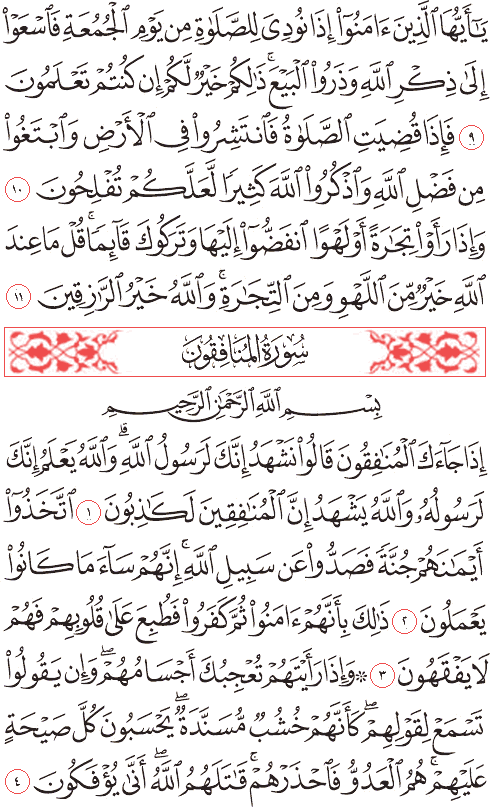 يَـٰٓأَيُّهَا ٱلَّذِينَ ءَامَنُوٓا۟ إِذَا نُودِىَ لِلصَّلَوٰةِ مِن يَوْمِ ٱلْجُمُعَةِ فَٱسْعَوْا۟
إِلَىٰ ذِكْرِ ٱللَّهِ وَذَرُوا۟ ٱلْبَيْعَ ۚ ذَٰلِكُمْ خَيْرٌ لَّكُمْ إِن كُنتُمْ تَعْلَمُونَ
٩ فَإِذَا قُضِيَتِ ٱلصَّلَوٰةُ فَٱنتَشِرُوا۟ فِى ٱلْأَرْضِ وَٱبْتَغُوا۟
مِن فَضْلِ ٱللَّهِ وَٱذْكُرُوا۟ ٱللَّهَ كَثِيرًا لَّعَلَّكُمْ تُفْلِحُونَ ١٠
وَإِذَا رَأَوْا۟ تِجَـٰرَةً أَوْ لَهْوًا ٱنفَضُّوٓا۟ إِلَيْهَا وَتَرَكُوكَ قَآئِمًا ۚ قُلْ مَا عِندَ
ٱللَّهِ خَيْرٌ مِّنَ ٱللَّهْوِ وَمِنَ ٱلتِّجَـٰرَةِ ۚ وَٱللَّهُ خَيْرُ ٱلرَّٰزِقِينَ ١١
سُورَةُ المُنَافِقُونَ
بِسْمِ ٱللَّهِ ٱلرَّحْمَـٰنِ ٱلرَّحِيمِ
إِذَا جَآءَكَ ٱلْمُنَـٰفِقُونَ قَالُوا۟ نَشْهَدُ إِنَّكَ لَرَسُولُ ٱللَّهِ ۗ وَٱللَّهُ يَعْلَمُ إِنَّكَ
لَرَسُولُهُۥ وَٱللَّهُ يَشْهَدُ إِنَّ ٱلْمُنَـٰفِقِينَ لَكَـٰذِبُونَ ١ ٱتَّخَذُوٓا۟
أَيْمَـٰنَهُمْ جُنَّةً فَصَدُّوا۟ عَن سَبِيلِ ٱللَّهِ ۚ إِنَّهُمْ سَآءَ مَا كَانُوا۟
يَعْمَلُونَ ٢ ذَٰلِكَ بِأَنَّهُمْ ءَامَنُوا۟ ثُمَّ كَفَرُوا۟ فَطُبِعَ عَلَىٰ قُلُوبِهِمْ فَهُمْ
لَا يَفْقَهُونَ ٣ ۞ وَإِذَا رَأَيْتَهُمْ تُعْجِبُكَ أَجْسَامُهُمْ ۖ وَإِن يَقُولُوا۟
تَسْمَعْ لِقَوْلِهِمْ ۖ كَأَنَّهُمْ خُشُبٌ مُّسَنَّدَةٌ ۖ يَحْسَبُونَ كُلَّ صَيْحَةٍ
عَلَيْهِمْ ۚ هُمُ ٱلْعَدُوُّ فَٱحْذَرْهُمْ ۚ قَـٰتَلَهُمُ ٱللَّهُ ۖ أَنَّىٰ يُؤْفَكُونَ ٤